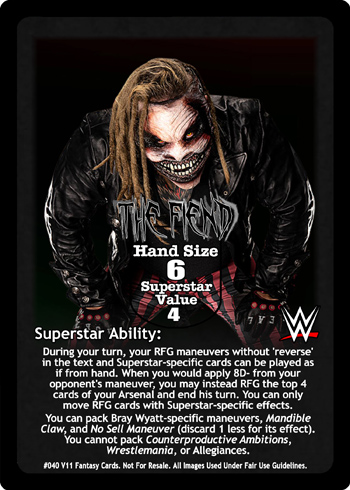 THE FIEND
Hand Size
6
Superstar
Value
4
Superstar Ability:
During your turn, your RFG maneuvers without 'reverse'
in the text and Superstar-specific cards can be played as
if from hand. When you would apply 8D- from your
opponent's maneuver, you may instead RFG the top 4
cards of your Arsenal and end his turn. You can only
move RFG cards with Superstar-specific effects.
You can pack Bray Wyatt-specific maneuvers, Mandible
Claw, and No Sell Maneuver (discard 1 less for its effect).
You cannot pack Counterproductive Ambitions,
Wrestlemania, or Allegiances.
#040 V11 Fantasy Cards. Not For Resale. All Images Used Under Fair Use Guidelines.